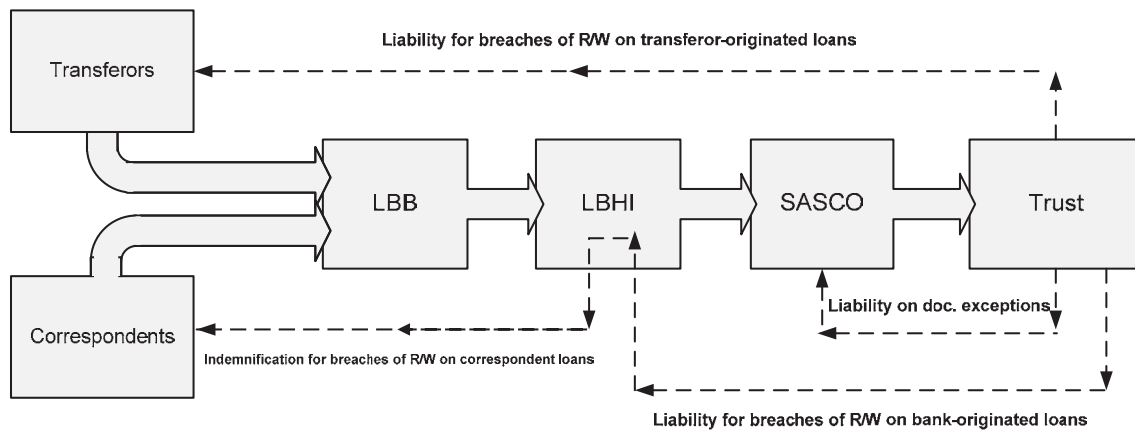 Liability for breaches of R/W on transferor-originated loans
Transferors
LBB
LBHI
SASCO
Trust
Liability on doc. exceptions
Correspondents
Indemnification for breaches of R/W on correspondent loans
Liability for breaches of R/W on bank-originated loans